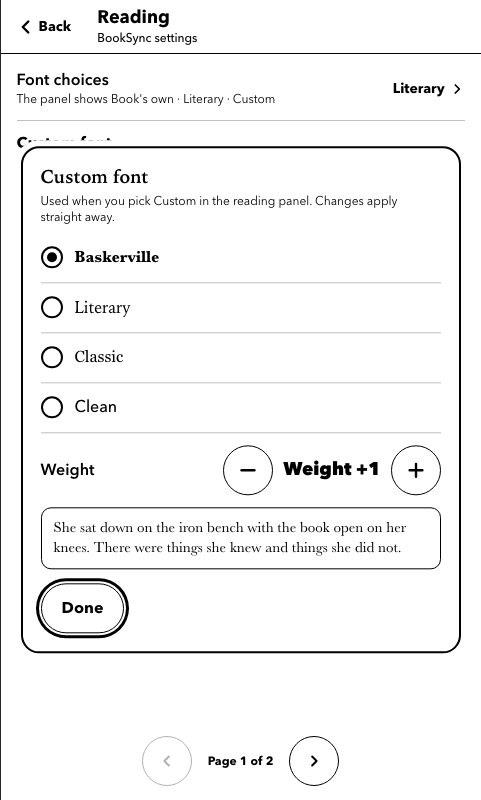 Back
Reading
BookSync settings
Font choices
The panel shows Book's own · Literary · Custom
Literary
Custom font
Custom font
Used when you pick Custom in the reading panel. Changes apply
straight away.
Baskerville
Literary
Classic
Clean
Weight
Weight +1
She sat down on the iron bench with the book open on her
knees. There were things she knew and things she did not.
Done
Page 1 of 2